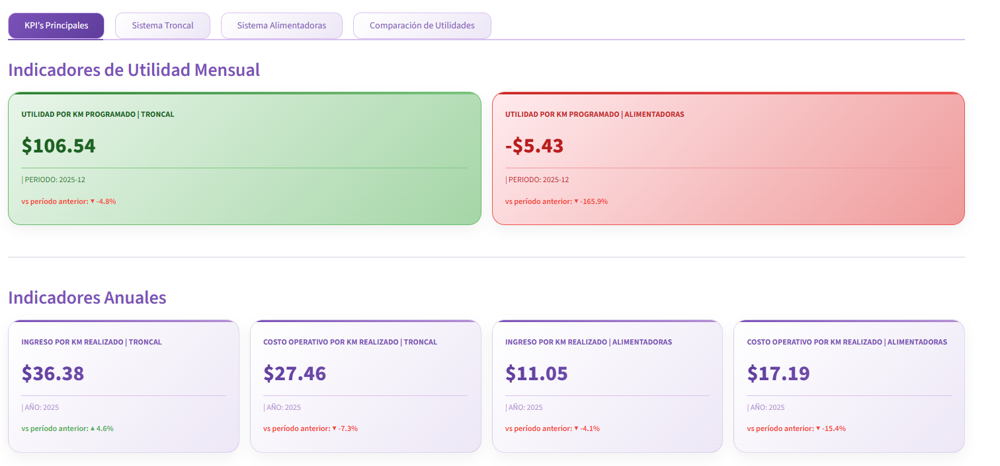 KPI's Principales
Sistema Troncal
Sistema Alimentadoras
Comparación de Utilidades
Indicadores de Utilidad Mensual
UTILIDAD POR KM PROGRAMADO | TRONCAL
$106.54
| PERIODO: 2025-12
vs período anterior: ▼ -4.8%
UTILIDAD POR KM PROGRAMADO | ALIMENTADORAS
-$5.43
| PERIODO: 2025-12
vs período anterior: ▼ -165.9%
Indicadores Anuales
INGRESO POR KM REALIZADO | TRONCAL
$36.38
| AÑO: 2025
vs período anterior: ▲ 4.6%
COSTO OPERATIVO POR KM REALIZADO | TRONCAL
$27.46
| AÑO: 2025
vs período anterior: ▼ -7.3%
INGRESO POR KM REALIZADO | ALIMENTADORAS
$11.05
| AÑO: 2025
vs período anterior: ▼ -4.1%
COSTO OPERATIVO POR KM REALIZADO | ALIMENTADORAS
$17.19
| AÑO: 2025
vs período anterior: ▼ -15.4%